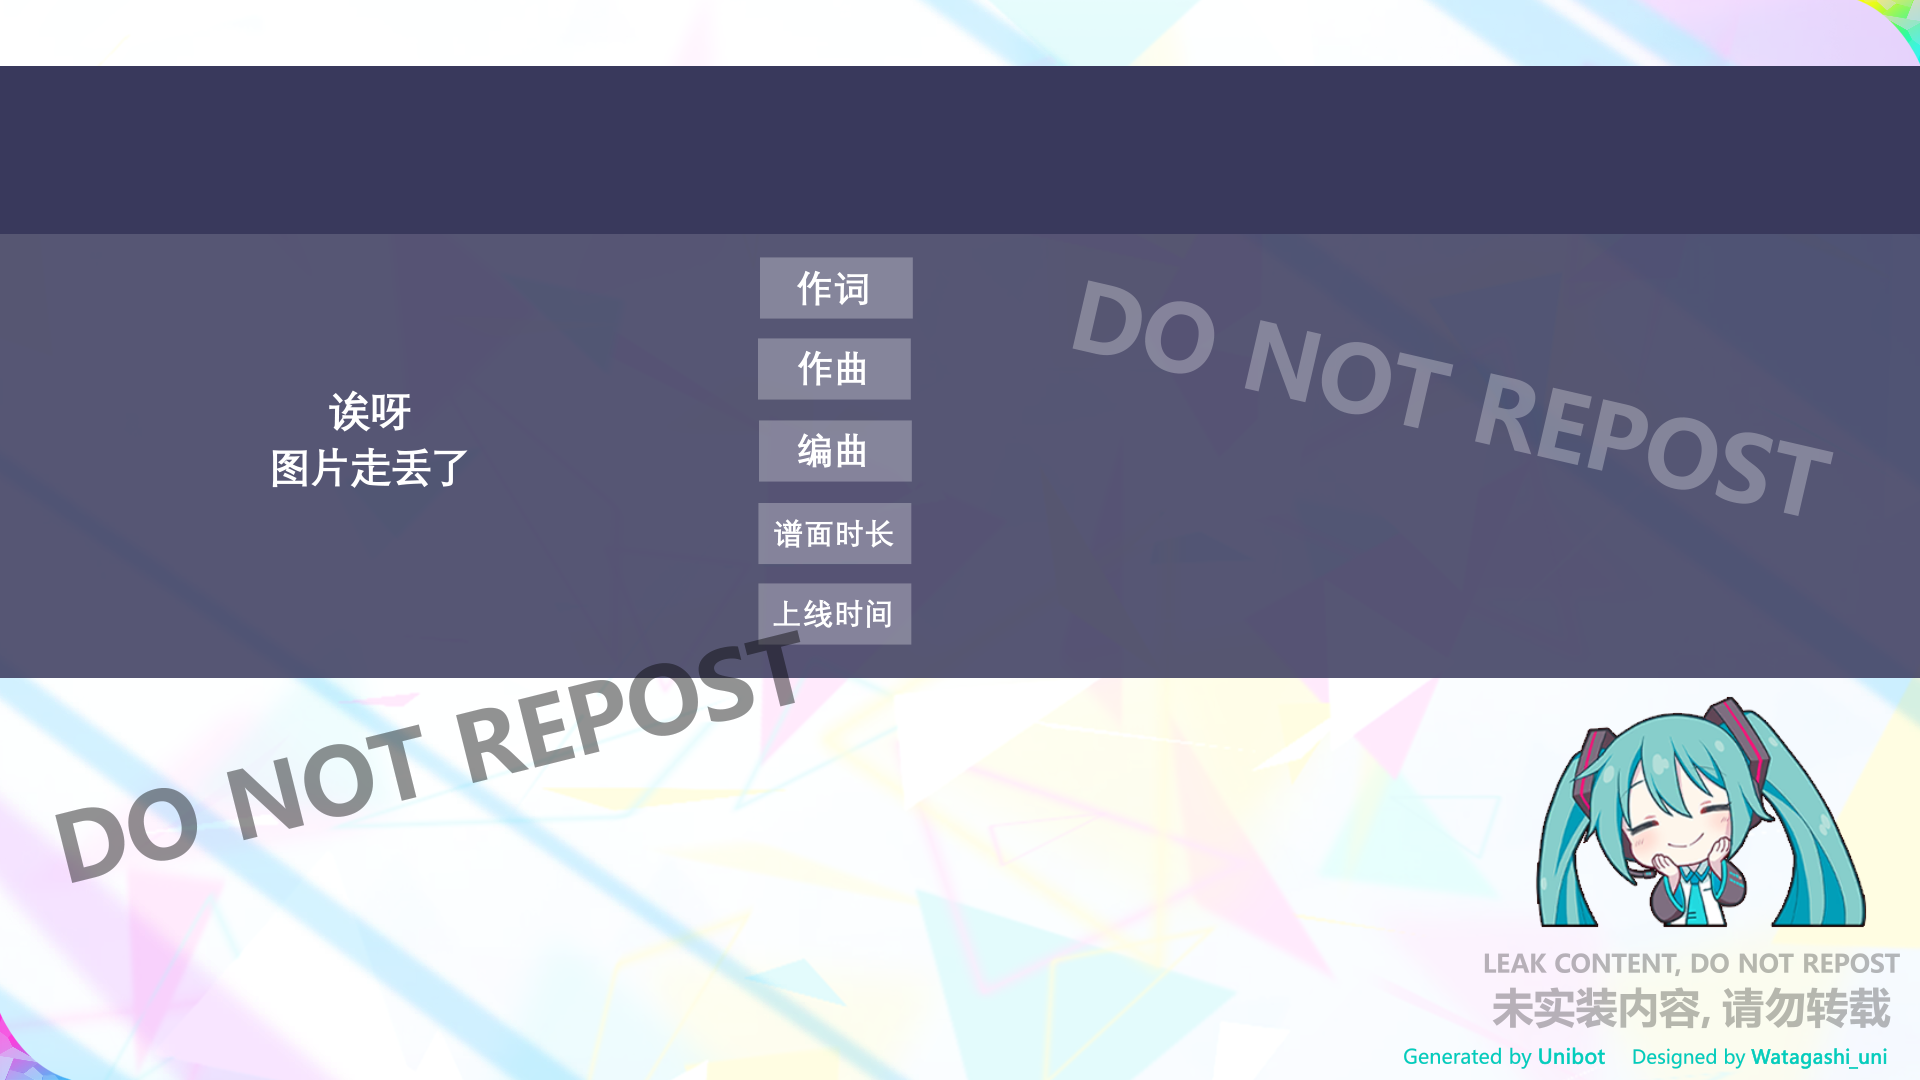 作词
作曲
编曲
谱面时长
上线时间
诶呀
图片走丢了
DO NOT REPOST
DO NOT REPOST
LEAK CONTENT, DO NOT REPOST
未实装内容, 请勿转载
Generated by Unibot Designed by Watagashi_uni